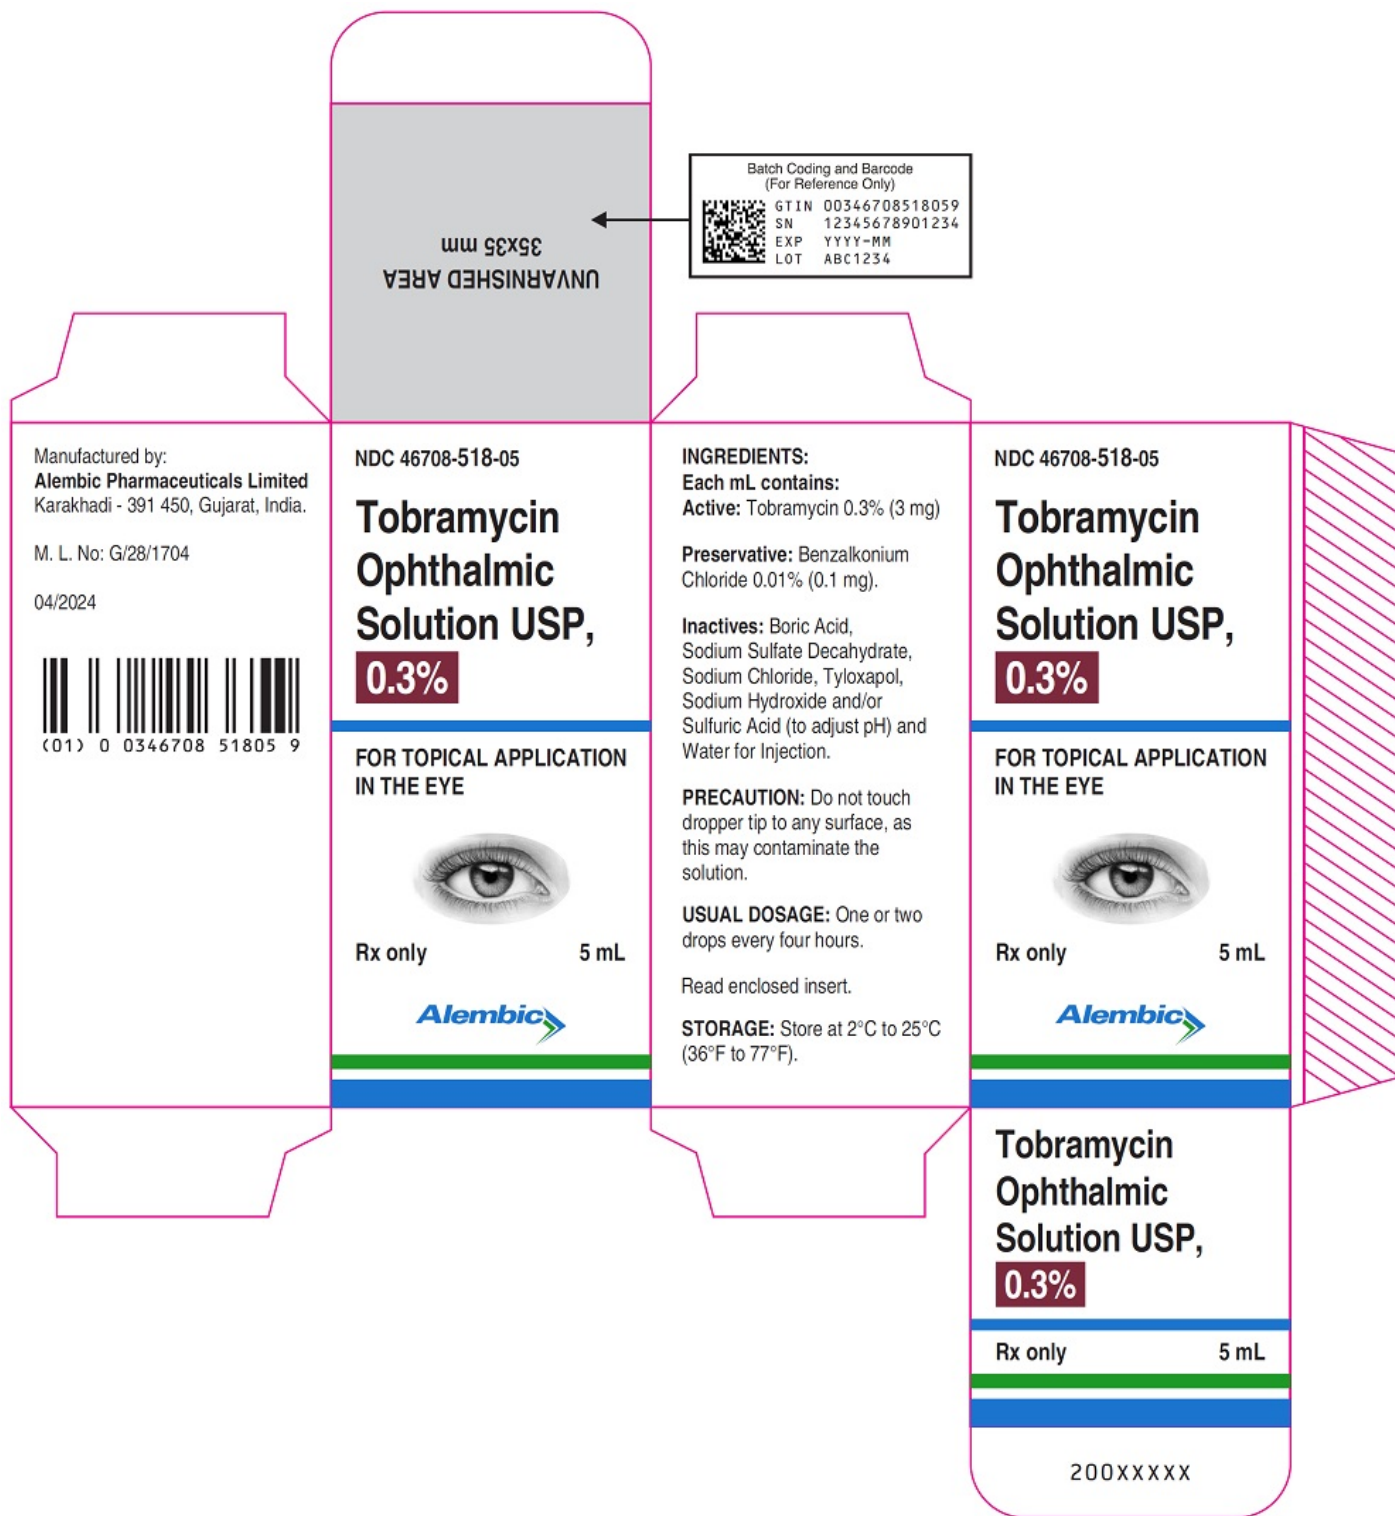 UNVARNISHED AREA
35x35 mm
Batch Coding and Barcode
(For Reference Only)
GTIN 00346708518059
SN 12345678901234
EXP YYYY-MM
LOT ABC1234
Manufactured by:
Alembic Pharmaceuticals Limited
Karakhadi - 391 450, Gujarat, India.
M. L. No: G/28/1704
04/2024
(01) 0 0346708 51805 9
NDC 46708-518-05
Tobramycin
Ophthalmic
Solution USP,
0.3%
FOR TOPICAL APPLICATION
IN THE EYE
Rx only 5 mL
Alembic
INGREDIENTS:
Each mL contains:
Active: Tobramycin 0.3% (3 mg)
Preservative: Benzalkonium
Chloride 0.01% (0.1 mg).
Inactives: Boric Acid,
Sodium Sulfate Decahydrate,
Sodium Chloride, Tyloxapol,
Sodium Hydroxide and/or
Sulfuric Acid (to adjust pH) and
Water for Injection.
PRECAUTION: Do not touch
dropper tip to any surface, as
this may contaminate the
solution.
USUAL DOSAGE: One or two
drops every four hours.
Read enclosed insert.
STORAGE: Store at 2°C to 25°C
(36°F to 77°F).
NDC 46708-518-05
Tobramycin
Ophthalmic
Solution USP,
0.3%
FOR TOPICAL APPLICATION
IN THE EYE
Rx only 5 mL
Alembic
Tobramycin
Ophthalmic
Solution USP,
0.3%
Rx only 5 mL
200XXXXX